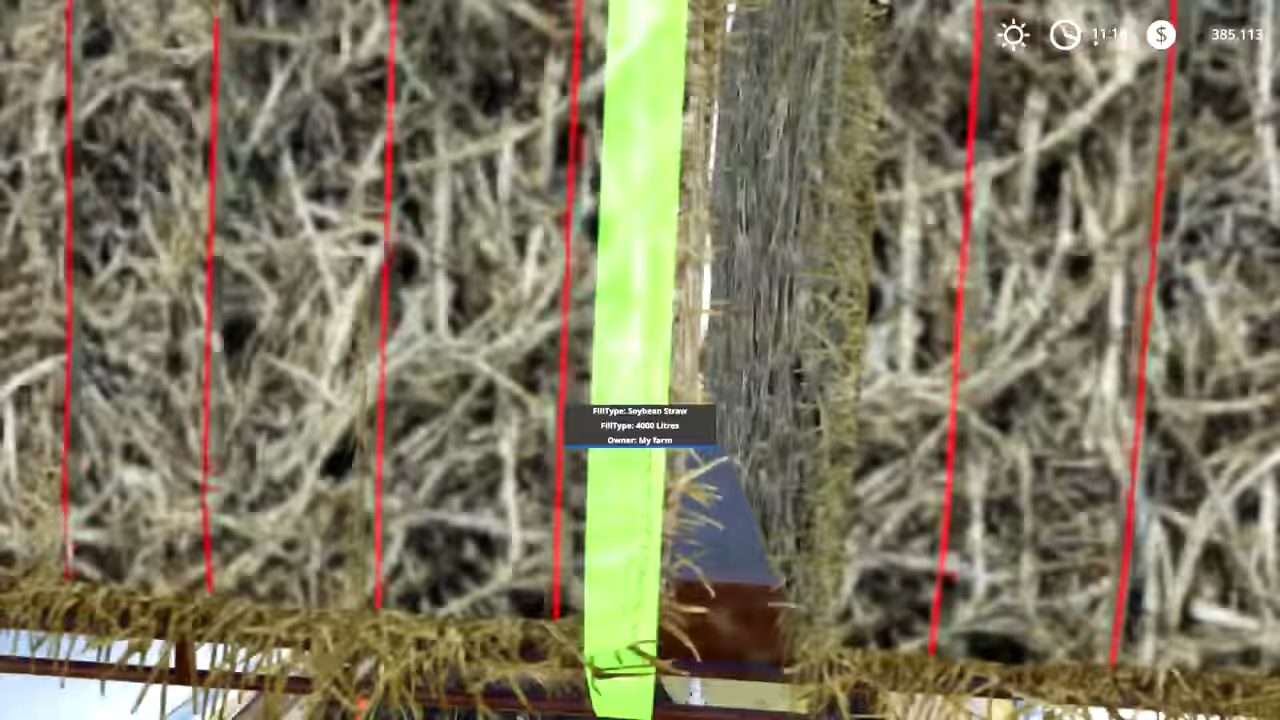 11:14
$
385.113
FillType: Soybean Straw
FillType: 4000 Litres
Owner: My farm